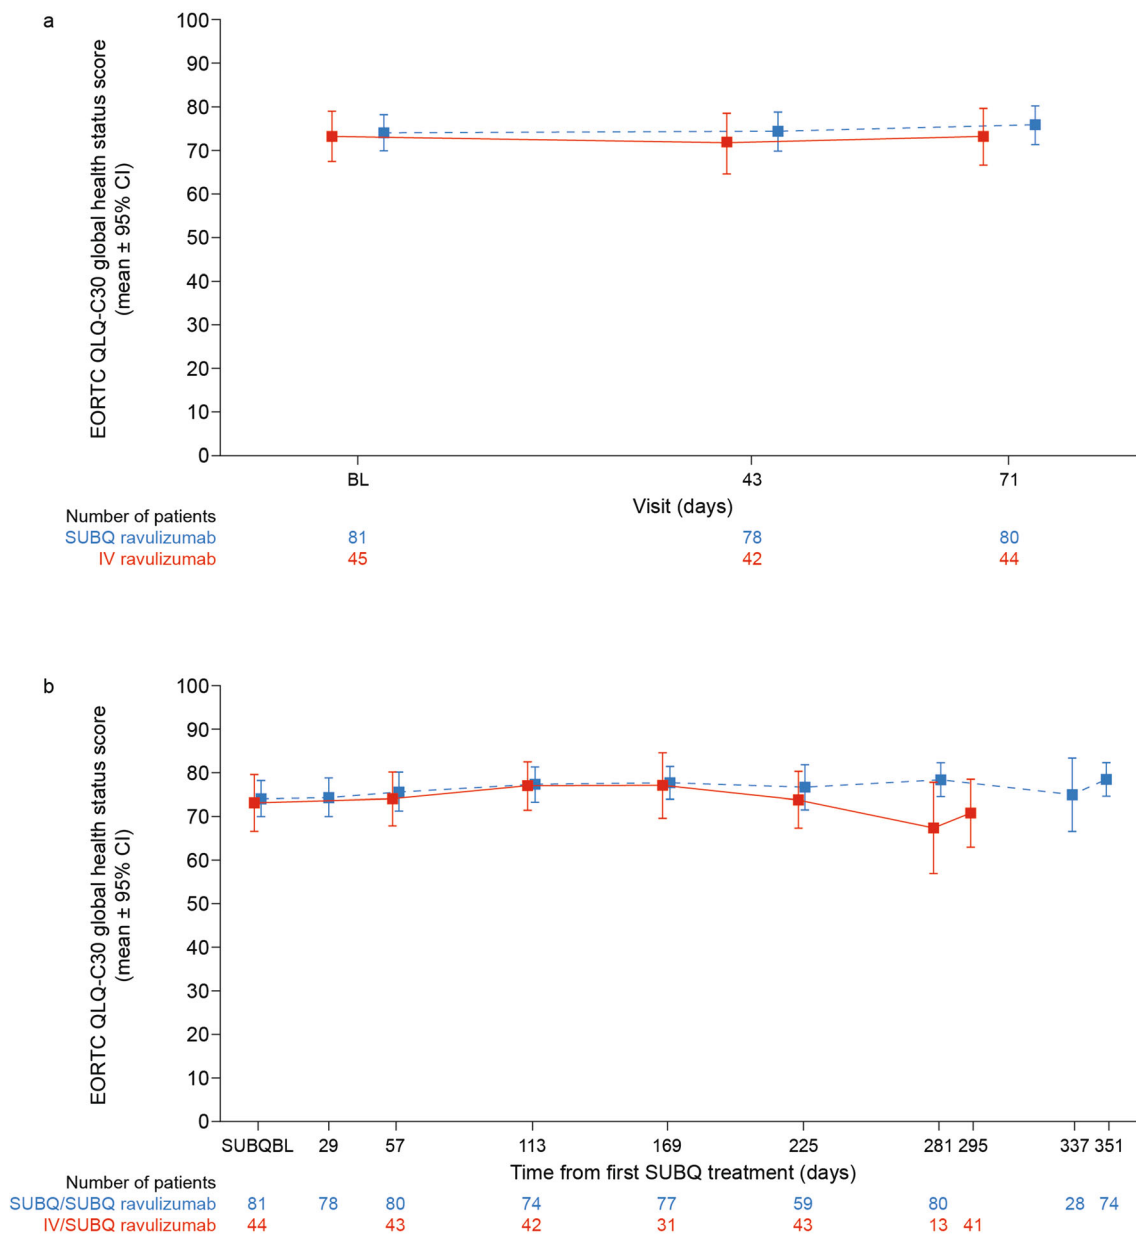 a
EORTC QLQ-C30 global health status score
(mean ± 95% CI)
100
90
80
70
60
50
40
30
20
10
0
BL 43 71
Visit (days)
Number of patients
SUBQ ravulizumab 81 78 80
IV ravulizumab 45 42 44
b
EORTC QLQ-C30 global health status score
(mean ± 95% CI)
100
90
80
70
60
50
40
30
20
10
0
SUBQBL 29 57 113 169 225 281 295 337 351
Time from first SUBQ treatment (days)
Number of patients
SUBQ/SUBQ ravulizumab 81 78 80 74 77 59 80 28 74
IV/SUBQ ravulizumab 44 43 42 31 43 13 41